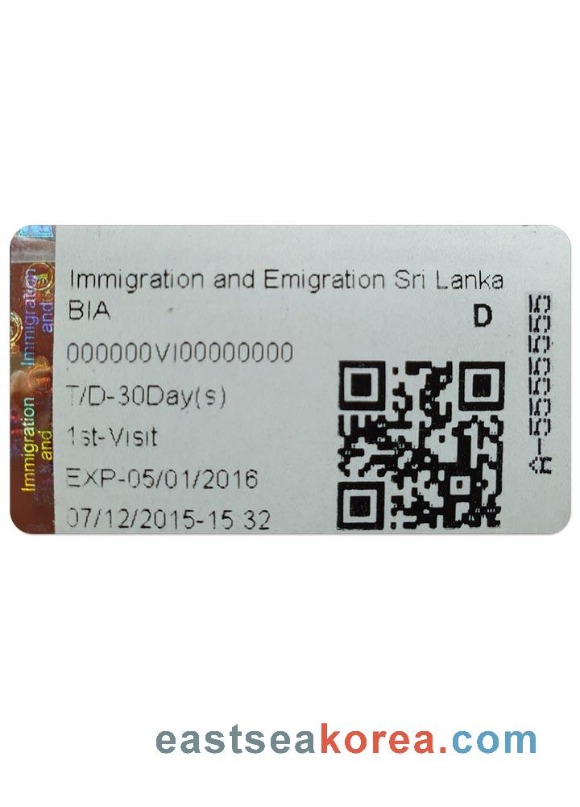 Immigration and Emigration Sri Lanka
BIA
D
000000VI00000000
T/D-30Day(s)
1st-Visit
EXP-05/01/2016
07/12/2015-15 32
A-5555555
Immigration
and
Immigration
and
eastseakorea.com